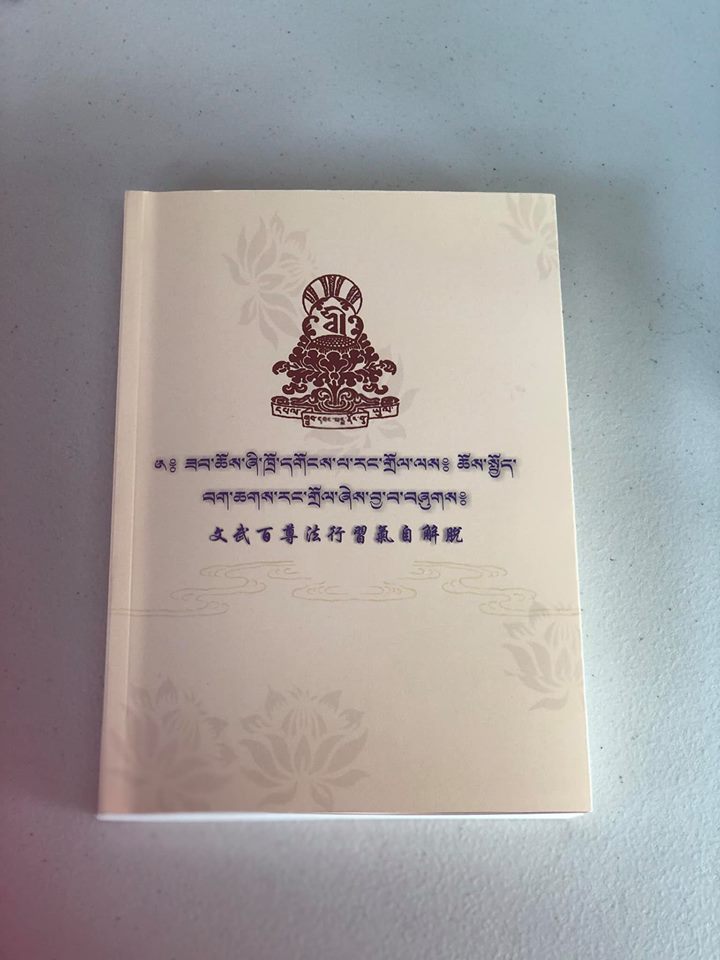 ༄༅༔ ཟབ་ཆོས་ཞི་ཁྲོ་དགོངས་པ་རང་གྲོལ་ལས༔ ཆོས་སྤྱོད་
བག་ཆགས་རང་གྲོལ་ཞེས་བྱ་བ་བཞུགས༔
文武百尊法行習氣自解脫